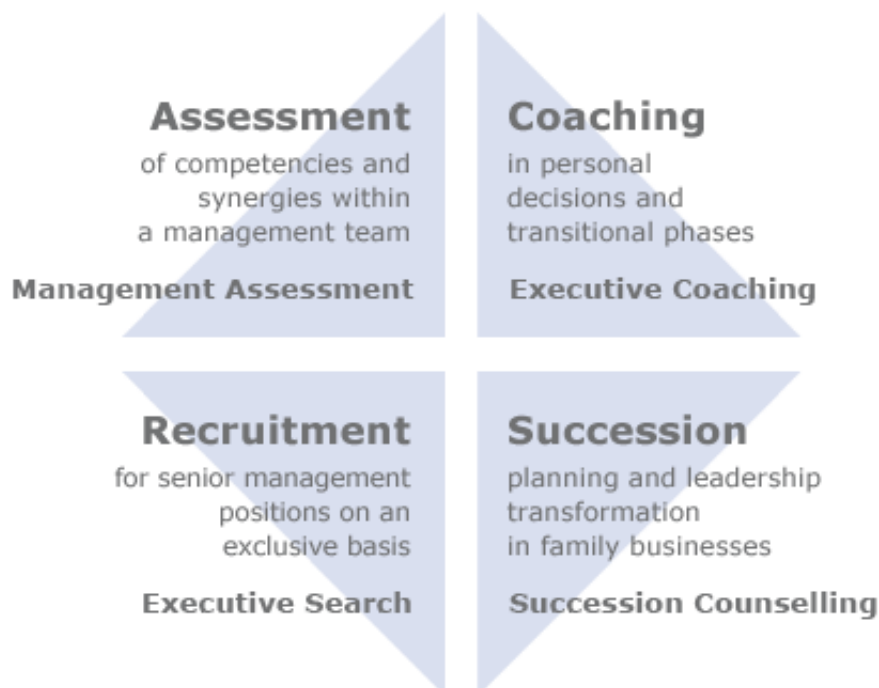 Assessment
of competencies and
synergies within
a management team
Management Assessment
Coaching
in personal
decisions and
transitional phases
Executive Coaching
Recruitment
for senior management
positions on an
exclusive basis
Executive Search
Succession
planning and leadership
transformation
in family businesses
Succession Counselling